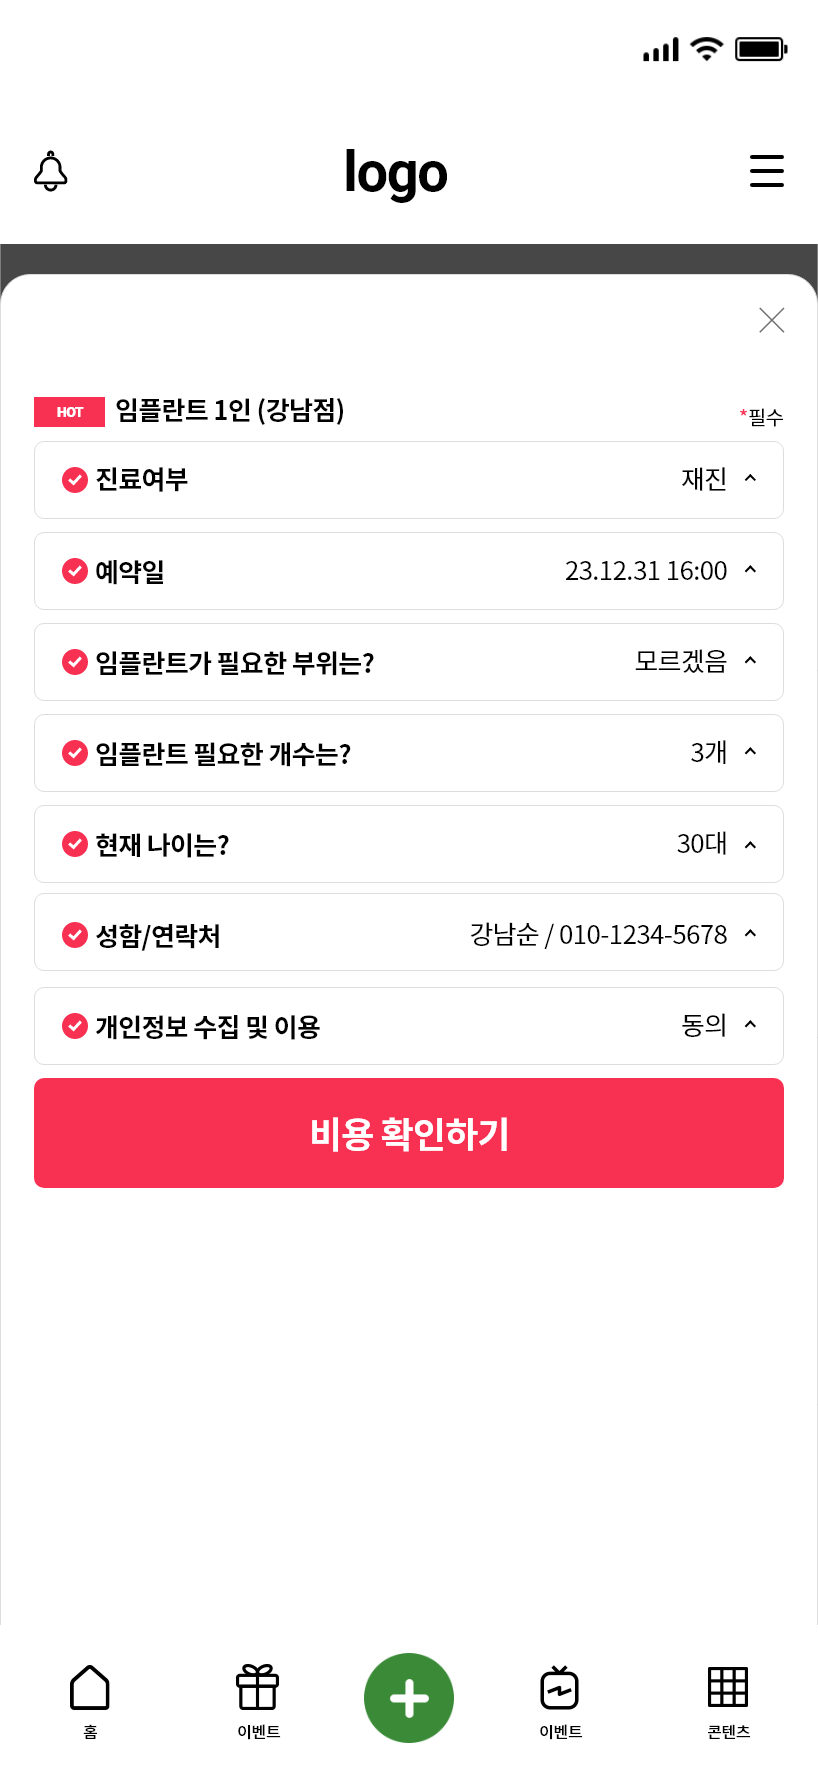 logo
HOT 임플란트 1인 (강남점)
*필수
진료여부 재진
예약일 23.12.31 16:00
임플란트가 필요한 부위는? 모르겠음
임플란트 필요한 개수는? 3개
현재 나이는? 30대
성함/연락처 강남순 / 010-1234-5678
개인정보 수집 및 이용 동의
비용 확인하기
홈 이벤트 이벤트 콘텐츠